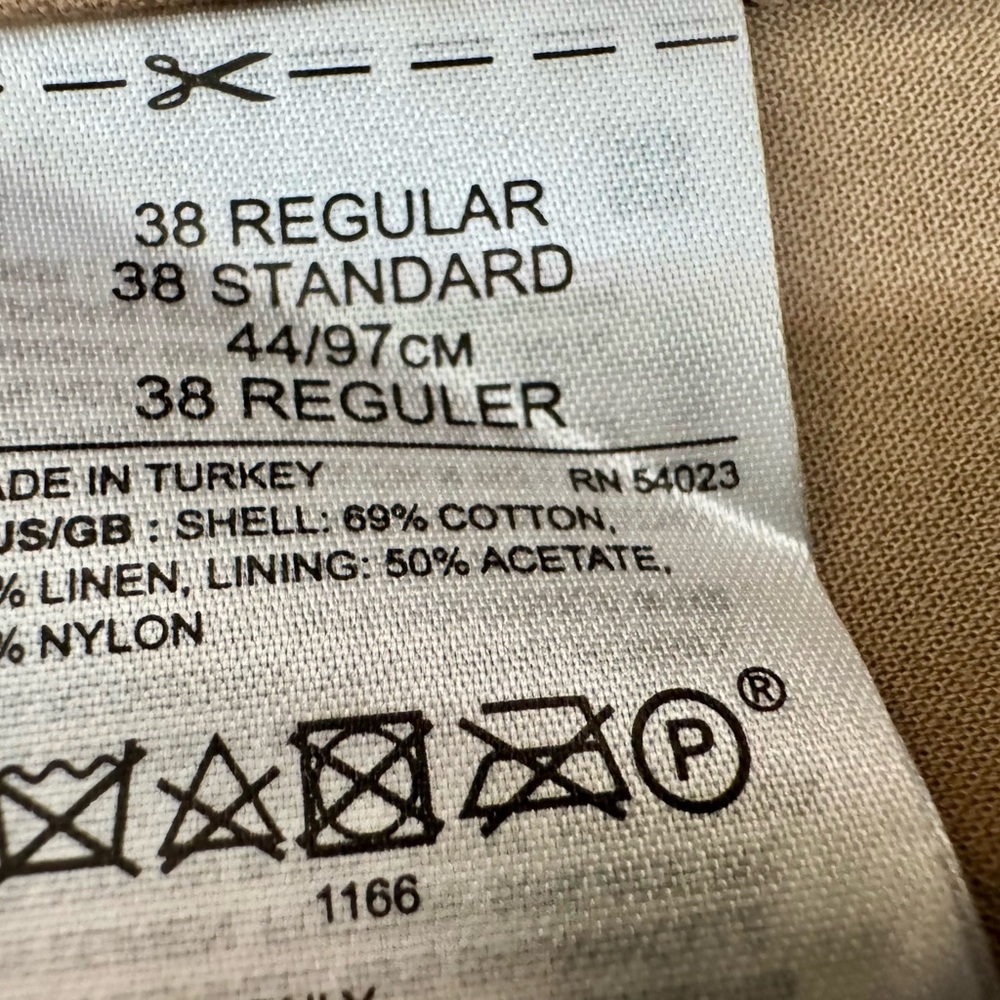 38 REGULAR
38 STANDARD
44/97CM
38 REGULER
ADE IN TURKEY RN 54023
US/GB : SHELL: 69% COTTON,
% LINEN, LINING: 50% ACETATE,
% NYLON
P ®
1166